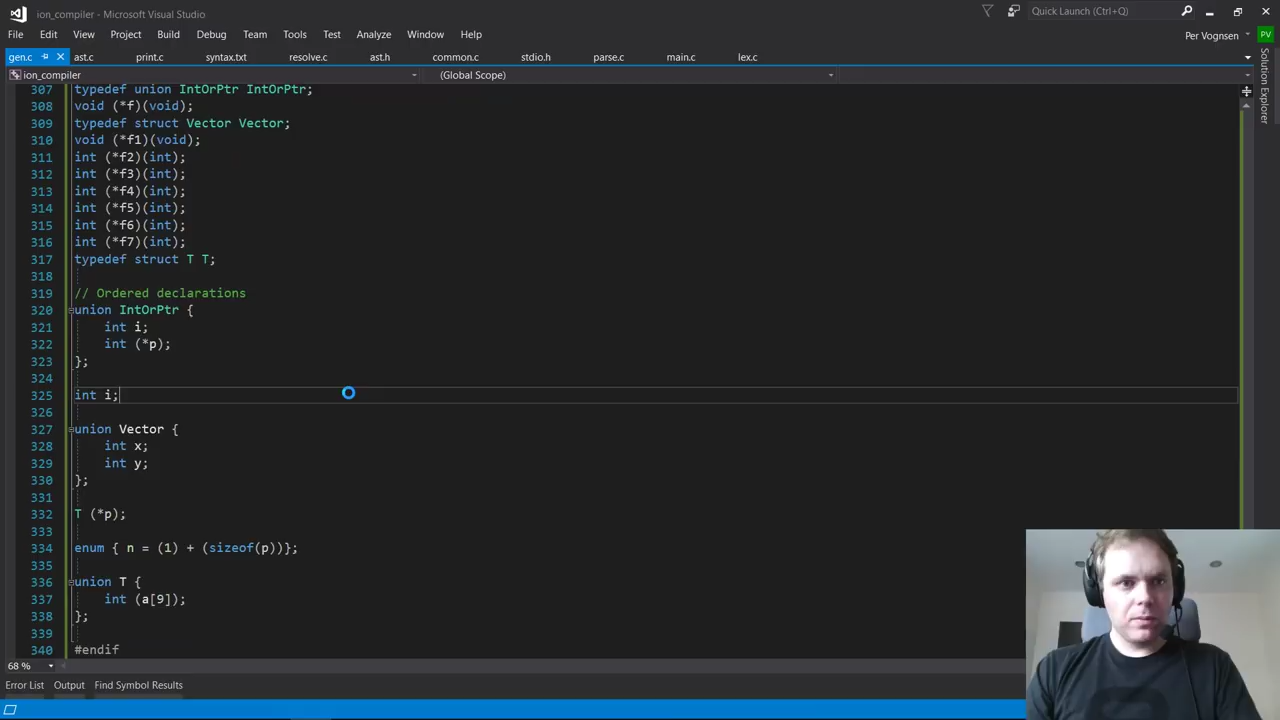 ion_compiler - Microsoft Visual Studio
Quick Launch (Ctrl+Q)
File Edit View Project Build Debug Team Tools Test Analyze Window Help
Per Vognsen
PV
gen.c ast.c print.c syntax.txt resolve.c ast.h common.c stdio.h parse.c main.c lex.c
ion_compiler
(Global Scope)
Solution Explorer
307 typedef union IntOrPtr IntOrPtr;
308 void (*f)(void);
309 typedef struct Vector Vector;
310 void (*f1)(void);
311 int (*f2)(int);
312 int (*f3)(int);
313 int (*f4)(int);
314 int (*f5)(int);
315 int (*f6)(int);
316 int (*f7)(int);
317 typedef struct T T;
318
319 // Ordered declarations
320 union IntOrPtr {
321 int i;
322 int (*p);
323 };
324
325 int i;
326
327 union Vector {
328 int x;
329 int y;
330 };
331
332 T (*p);
333
334 enum { n = (1) + (sizeof(p))};
335
336 union T {
337 int (a[9]);
338 };
339
340 #endif
68 %
Error List Output Find Symbol Results